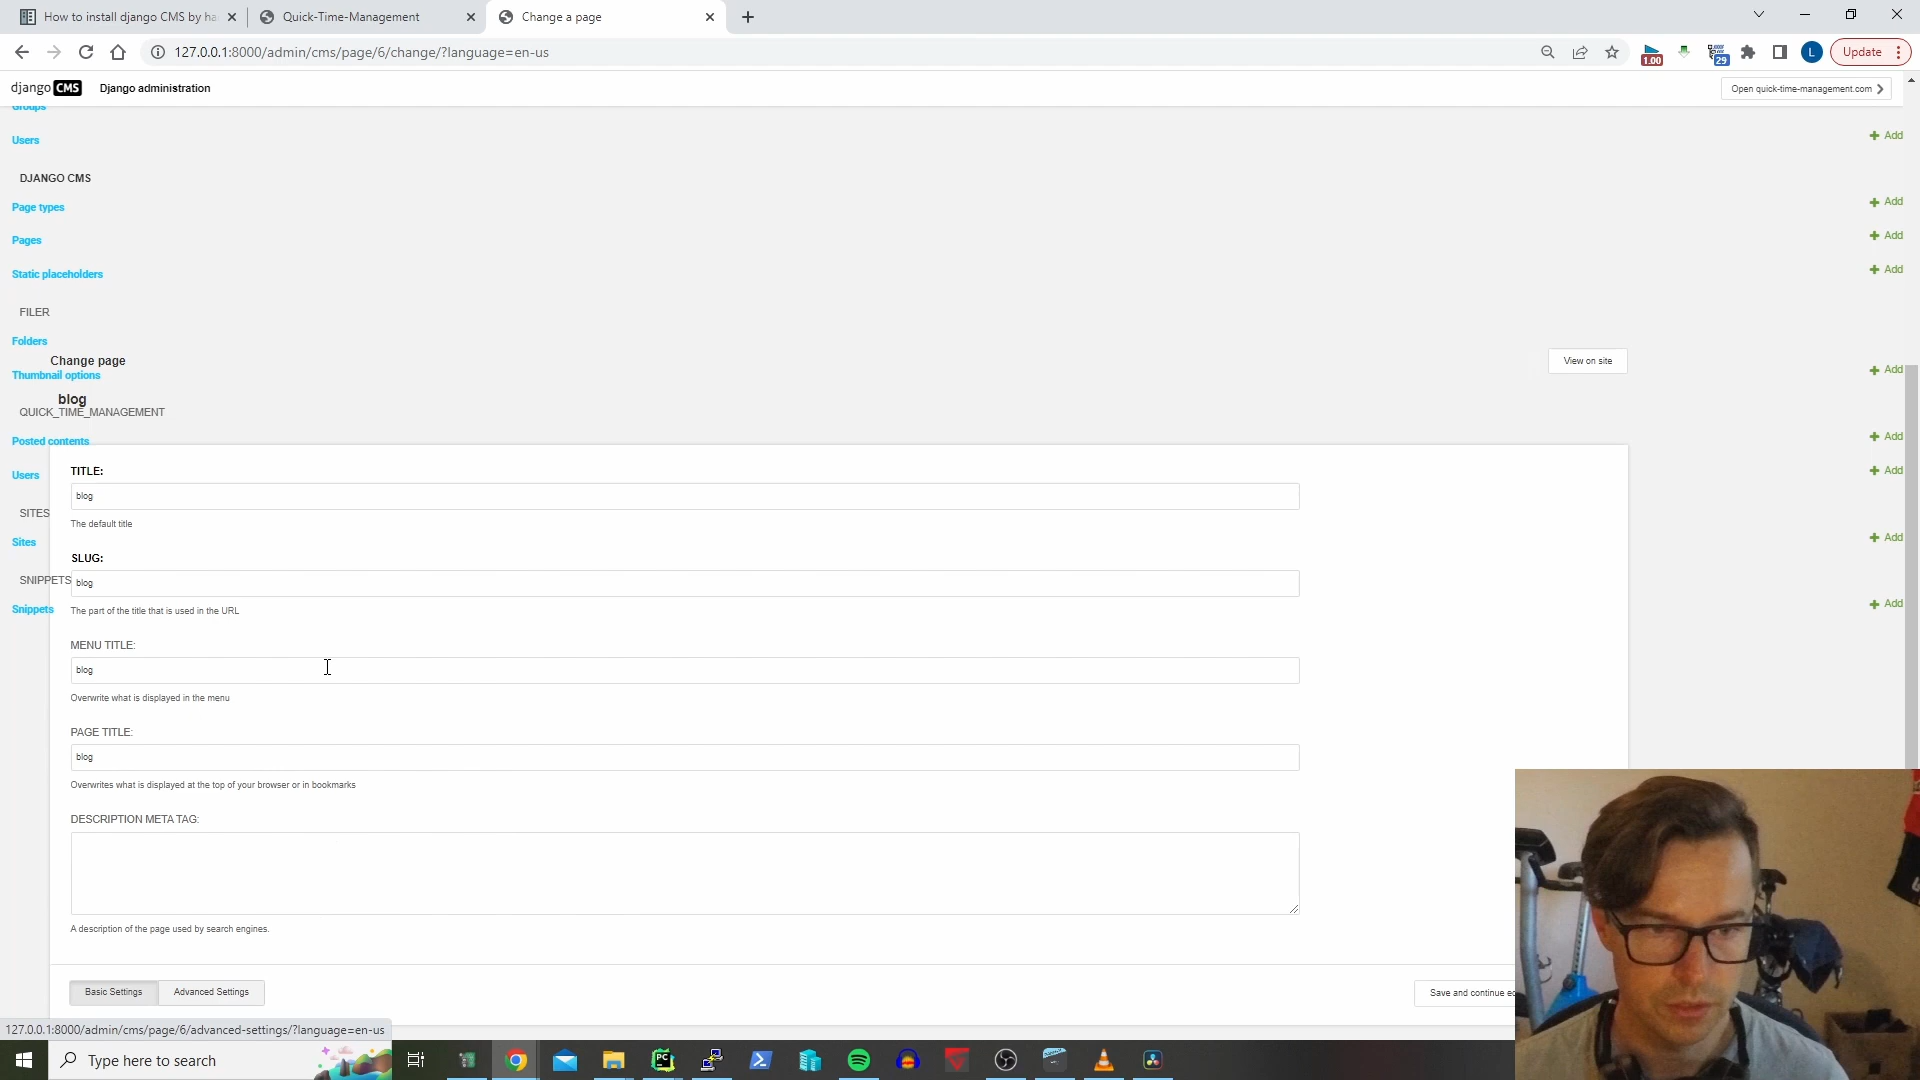 How to install django CMS by ha
Quick-Time-Management
Change a page
127.0.0.1:8000/admin/cms/page/6/change/?language=en-us
1.00
29
L
Update
django CMS
Django administration
Open quick-time-management.com
Groups
Users
Add
DJANGO CMS
Page types
Add
Pages
Add
Static placeholders
Add
FILER
Folders
Change page
View on site
Thumbnail options
Add
blog
QUICK_TIME_MANAGEMENT
Posted contents
Add
Users
Add
TITLE:
blog
SITES
The default title
Sites
Add
SLUG:
SNIPPETS
blog
Snippets
Add
The part of the title that is used in the URL
MENU TITLE:
blog
Overwrite what is displayed in the menu
PAGE TITLE:
blog
Overwrites what is displayed at the top of your browser or in bookmarks
DESCRIPTION META TAG:
A description of the page used by search engines.
Basic Settings
Advanced Settings
Save and continue ed
127.0.0.1:8000/admin/cms/page/6/advanced-settings/?language=en-us
Type here to search
PC